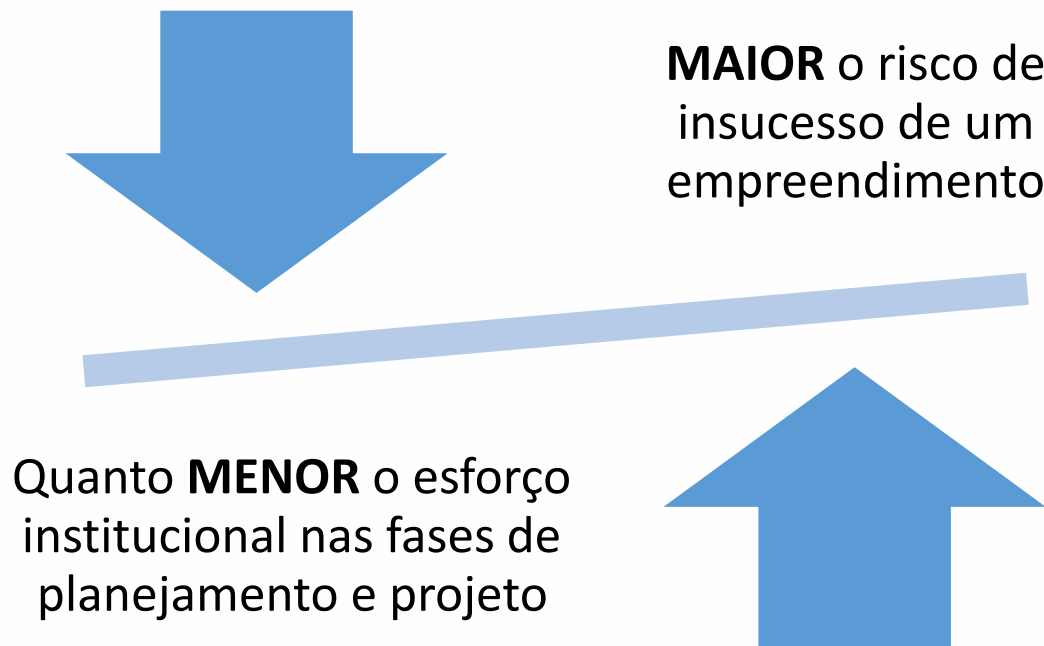 Quanto MENOR o esforço
institucional nas fases de
planejamento e projeto
MAIOR o risco de
insucesso de um
empreendimento